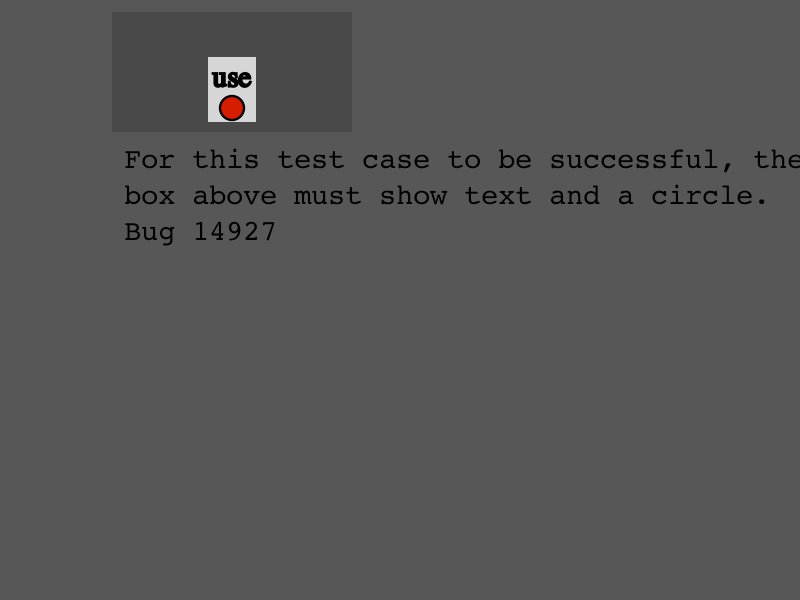 use
For this test case to be successful, the
box above must show text and a circle.
Bug 14927